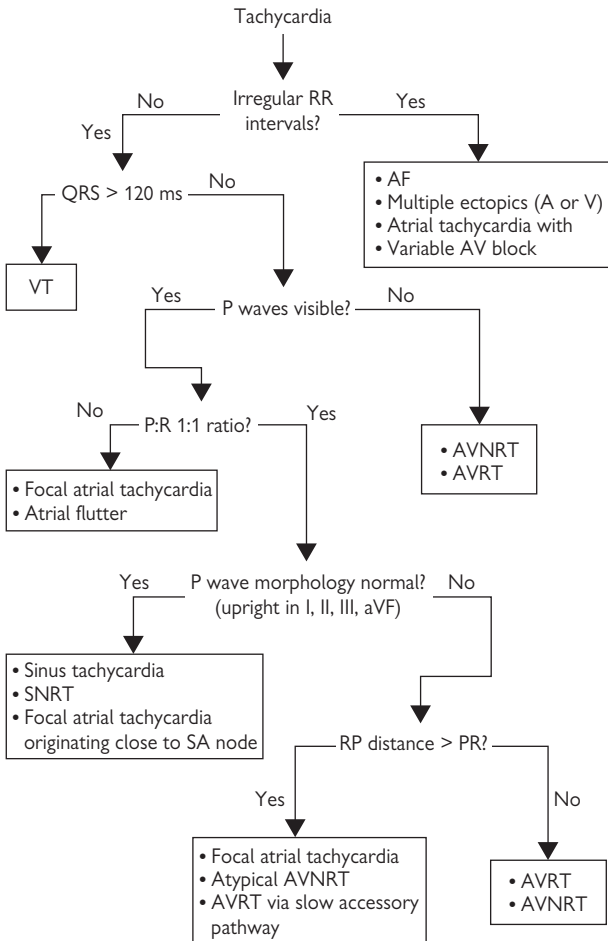 Tachycardia
No
Irregular RR
intervals?
Yes
Yes
QRS > 120 ms
No
• AF
• Multiple ectopics (A or V)
• Atrial tachycardia with
• Variable AV block
VT
Yes
P waves visible?
No
No
P:R 1:1 ratio?
Yes
• AVNRT
• AVRT
• Focal atrial tachycardia
• Atrial flutter
Yes
P wave morphology normal?
(upright in I, II, III, aVF)
No
• Sinus tachycardia
• SNRT
• Focal atrial tachycardia
originating close to SA node
RP distance > PR?
Yes
No
• Focal atrial tachycardia
• Atypical AVNRT
• AVRT via slow accessory
pathway
• AVRT
• AVNRT